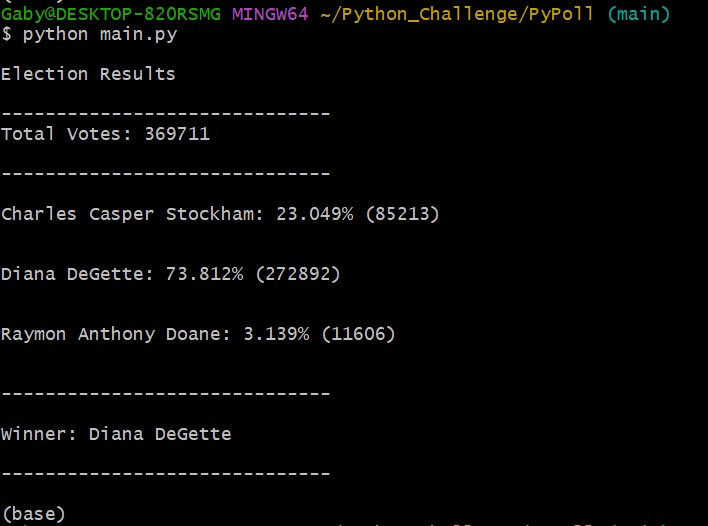 Gaby@DESKTOP-82ORSMG MINGW64 ~/Python_Challenge/PyPoll (main)
$ python main.py
Election Results
------------------------------
Total Votes: 369711
------------------------------
Charles Casper Stockham: 23.049% (85213)
Diana DeGette: 73.812% (272892)
Raymon Anthony Doane: 3.139% (11606)
------------------------------
Winner: Diana DeGette
------------------------------
(base)